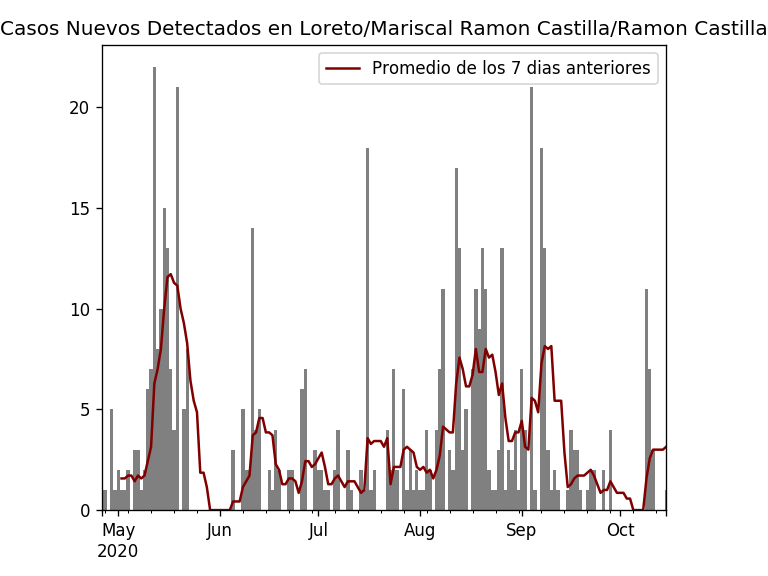 Casos Nuevos Detectados en Loreto/Mariscal Ramon Castilla/Ramon Castilla
Promedio de los 7 dias anteriores
20
15
10
5
0
May Jun Jul Aug Sep Oct
2020